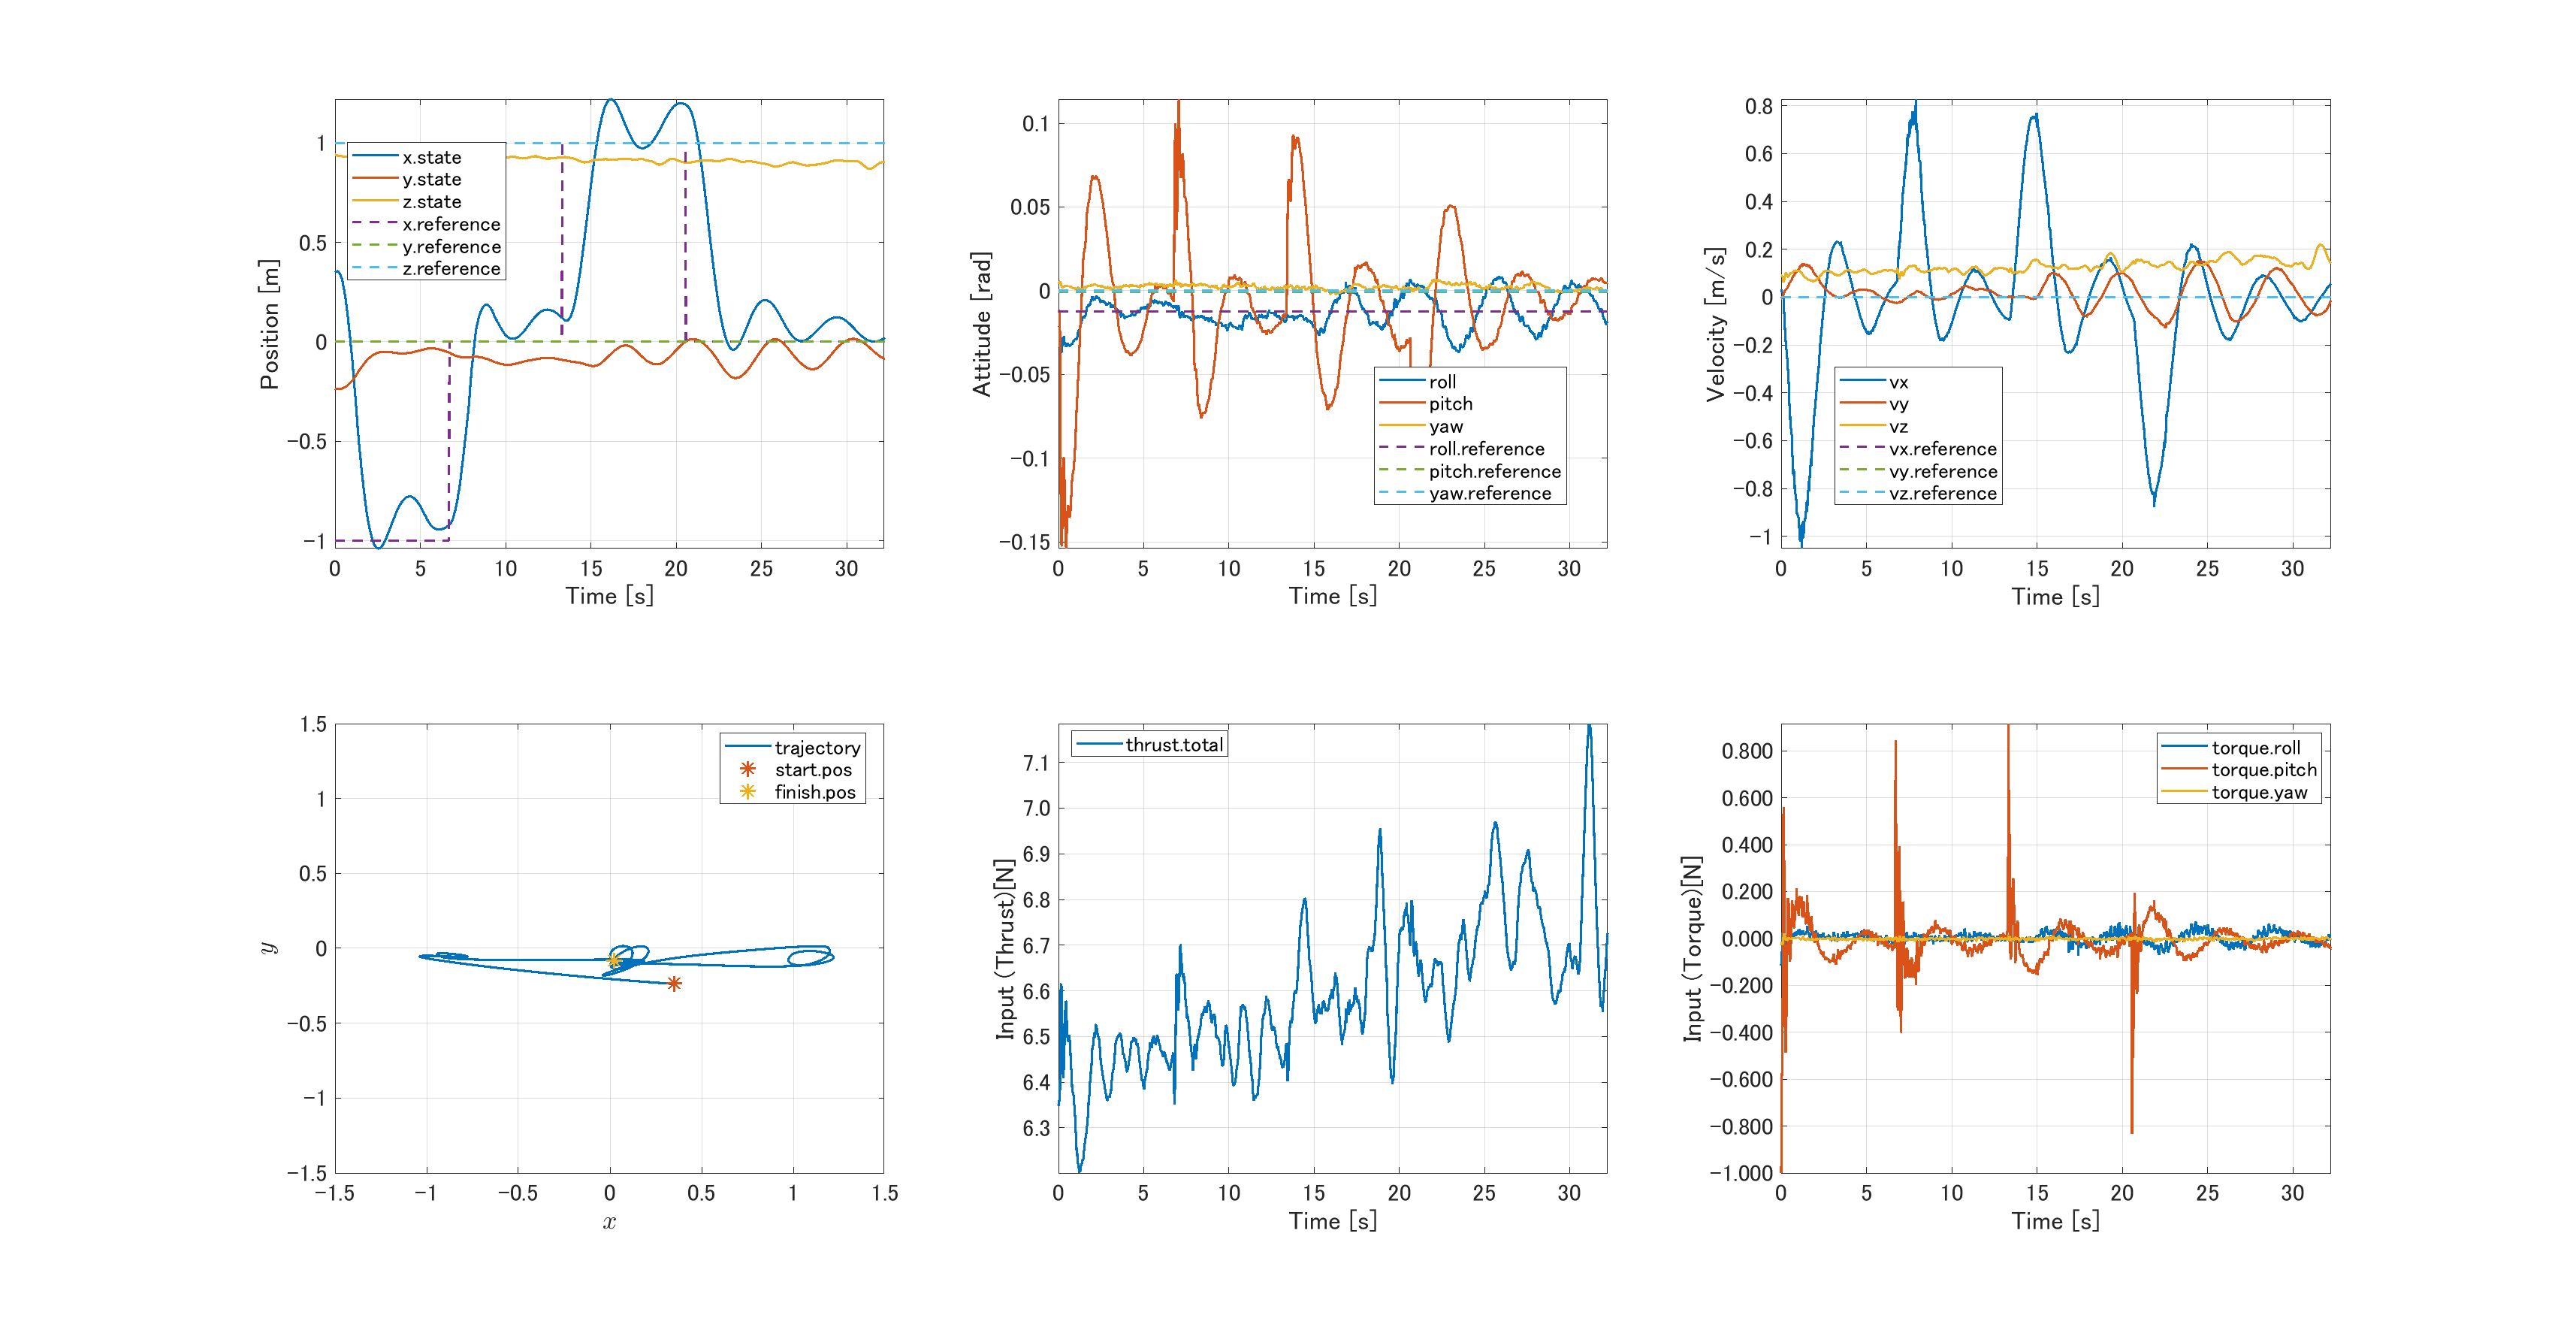 1
0.5
0
−0.5
−1
0 5 10 15 20 25 30
Position [m]
Time [s]
x.state
y.state
z.state
x.reference
y.reference
z.reference
0.1
0.05
0
−0.05
−0.1
−0.15
0 5 10 15 20 25 30
Attitude [rad]
Time [s]
roll
pitch
yaw
roll.reference
pitch.reference
yaw.reference
0.8
0.6
0.4
0.2
0
−0.2
−0.4
−0.6
−0.8
−1
0 5 10 15 20 25 30
Velocity [m/s]
Time [s]
vx
vy
vz
vx.reference
vy.reference
vz.reference
1.5
1
0.5
0
−0.5
−1
−1.5
−1.5 −1 −0.5 0 0.5 1 1.5
y
x
trajectory
start.pos
finish.pos
7.1
7.0
6.9
6.8
6.7
6.6
6.5
6.4
6.3
0 5 10 15 20 25 30
Input (Thrust)[N]
Time [s]
thrust.total
0.800
0.600
0.400
0.200
0.000
−0.200
−0.400
−0.600
−0.800
−1.000
0 5 10 15 20 25 30
Input (Torque)[N]
Time [s]
torque.roll
torque.pitch
torque.yaw